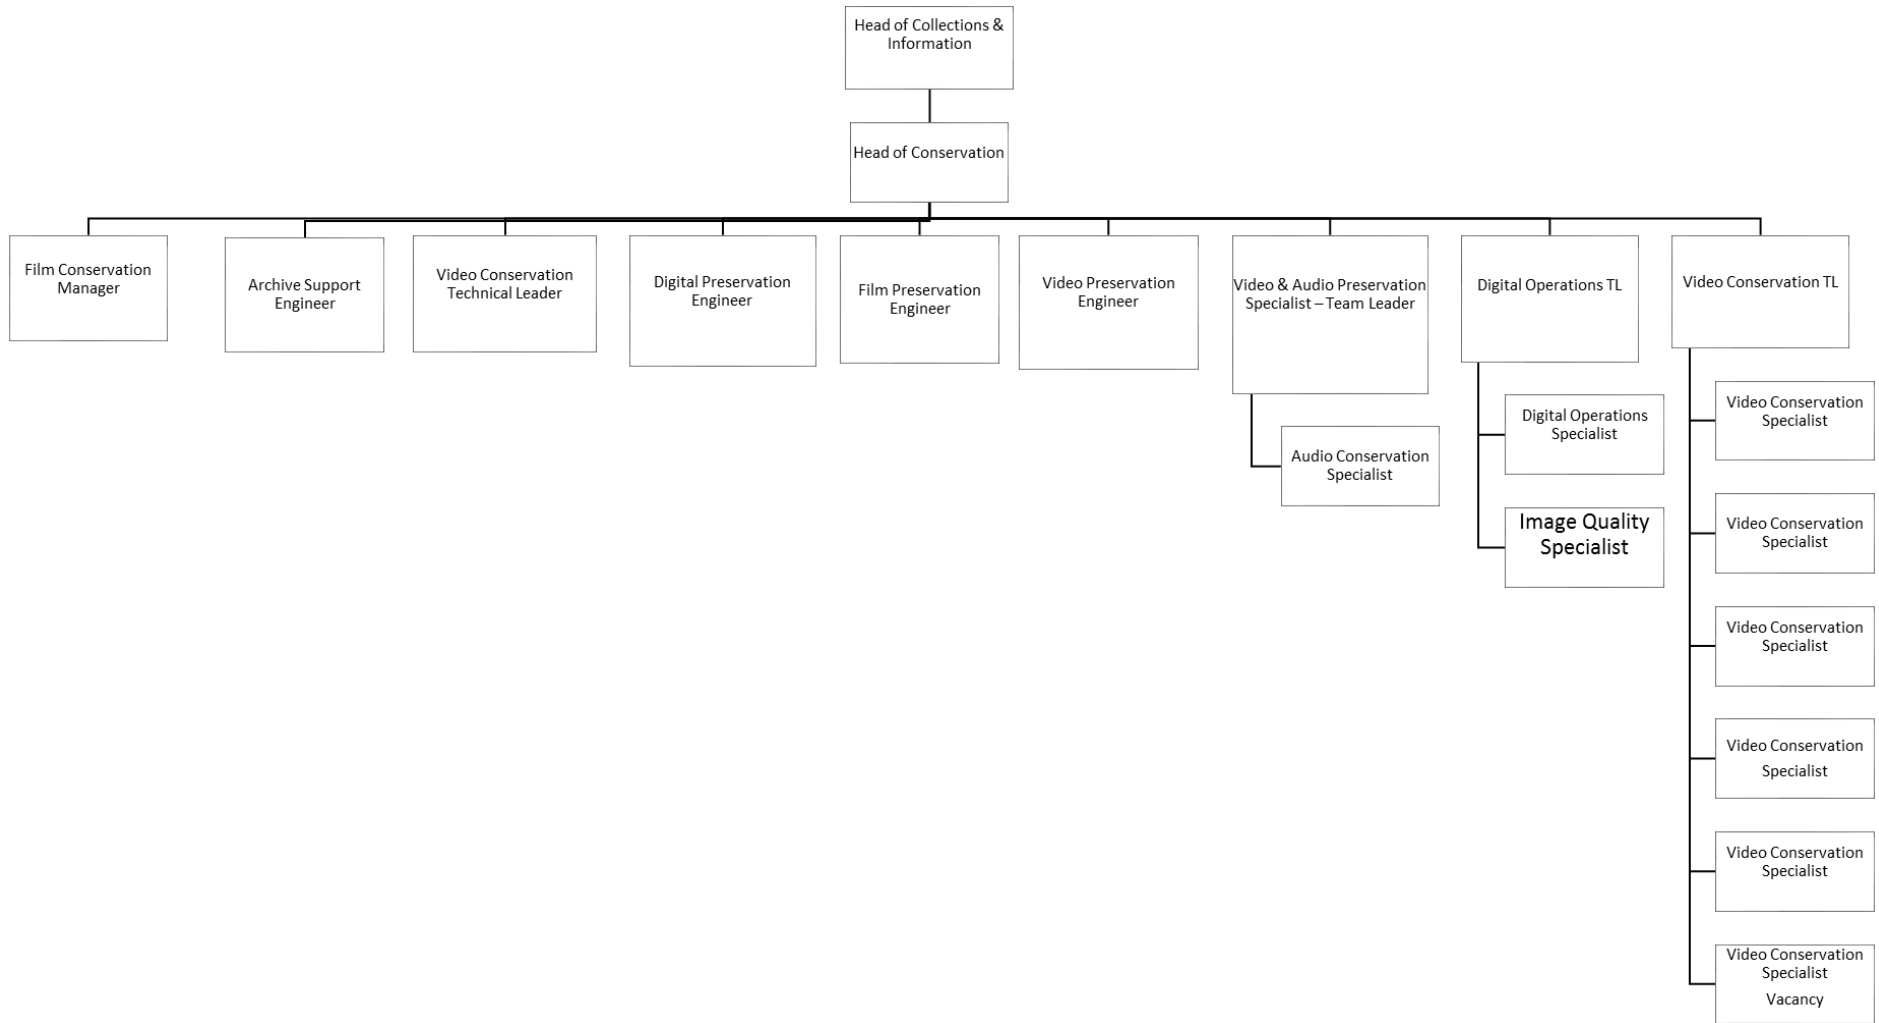 Head of Collections &
Information
Head of Conservation
Film Conservation
Manager
Archive Support
Engineer
Video Conservation
Technical Leader
Digital Preservation
Engineer
Film Preservation
Engineer
Video Preservation
Engineer
Video & Audio Preservation
Specialist – Team Leader
Digital Operations TL
Video Conservation TL
Audio Conservation
Specialist
Digital Operations
Specialist
Image Quality
Specialist
Video Conservation
Specialist
Video Conservation
Specialist
Video Conservation
Specialist
Video Conservation
Specialist
Video Conservation
Specialist
Video Conservation
Specialist
Vacancy